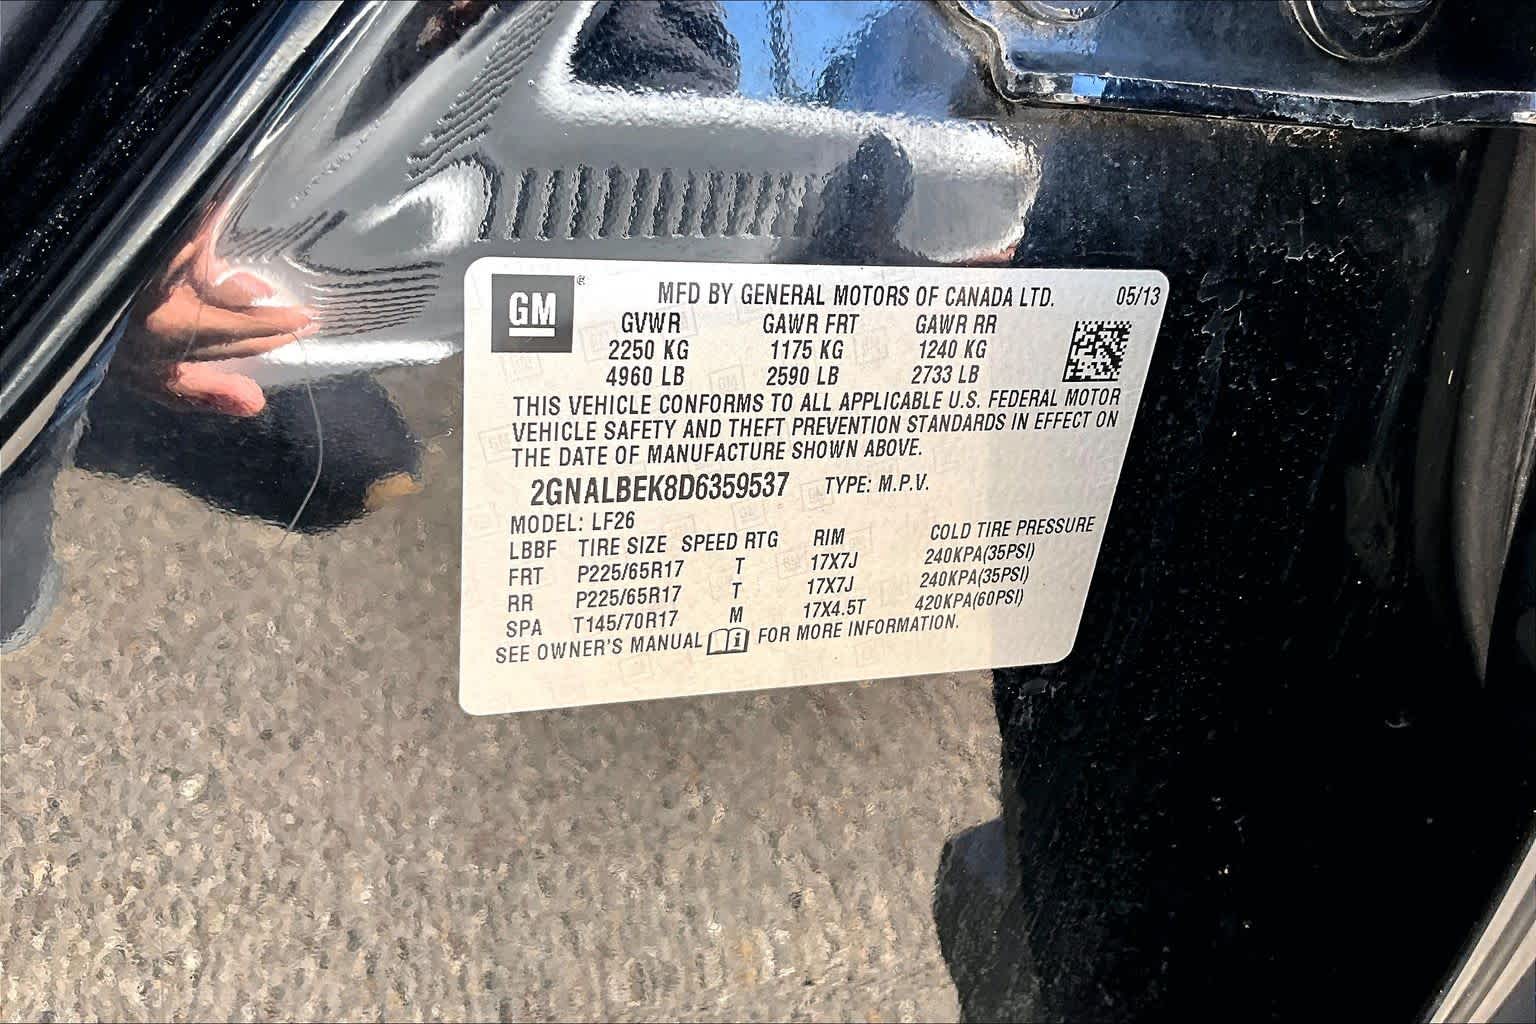 GM
MFD BY GENERAL MOTORS OF CANADA LTD. 05/13
GVWR GAWR FRT GAWR RR
2250 KG 1175 KG 1240 KG
4960 LB 2590 LB 2733 LB
THIS VEHICLE CONFORMS TO ALL APPLICABLE U.S. FEDERAL MOTOR
VEHICLE SAFETY AND THEFT PREVENTION STANDARDS IN EFFECT ON
THE DATE OF MANUFACTURE SHOWN ABOVE.
2GNALBEK8D6359537 TYPE: M.P.V.
MODEL: LF26
LBBF TIRE SIZE SPEED RTG RIM COLD TIRE PRESSURE
FRT P225/65R17 T 17X7J 240KPA(35PSI)
RR P225/65R17 T 17X7J 240KPA(35PSI)
SPA T145/70R17 M 17X4.5T 420KPA(60PSI)
SEE OWNER'S MANUAL FOR MORE INFORMATION.